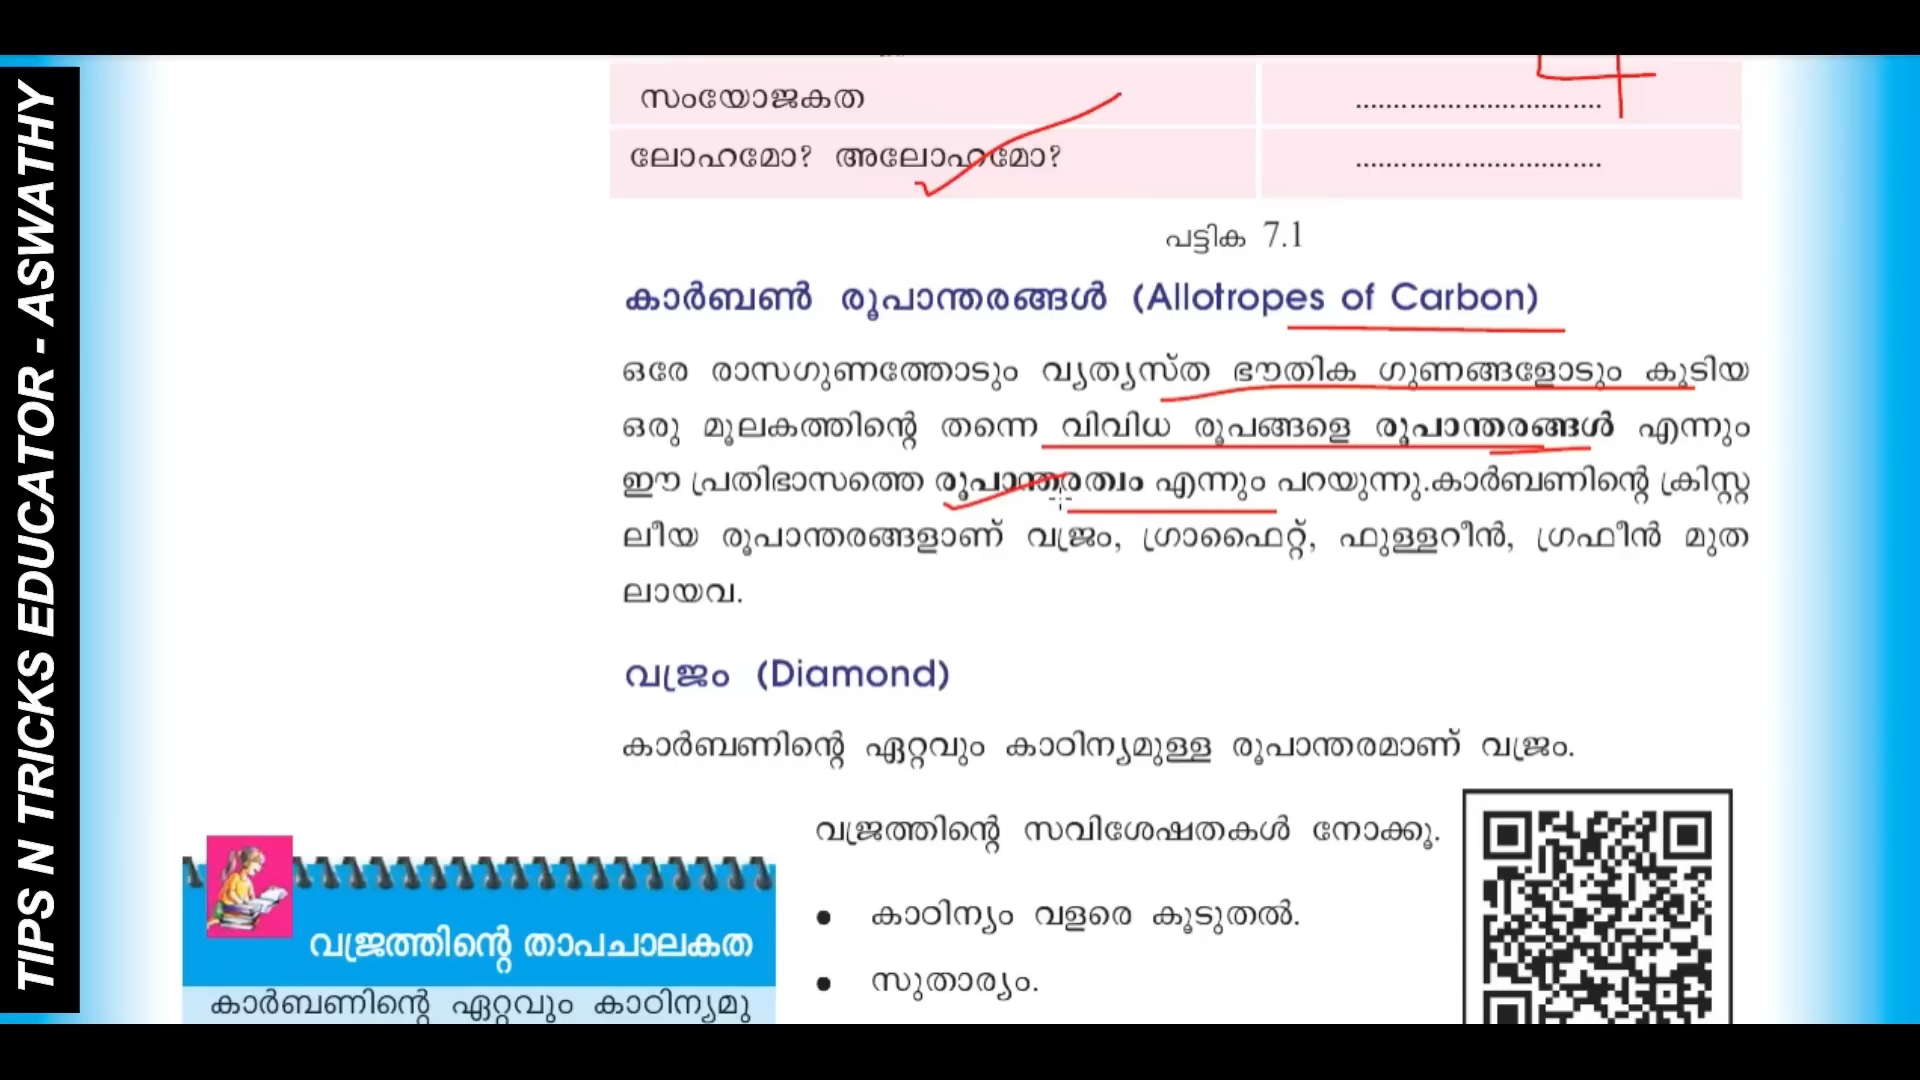 TIPS N TRICKS EDUCATOR - ASWATHY
4
സംയോജകത ............................
ലോഹമോ? അലോഹമോ? ............................
പട്ടിക 7.1
കാർബൺ രൂപാന്തരങ്ങൾ (Allotropes of Carbon)
ഒരേ രാസഗുണത്തോടും വ്യത്യസ്ത ഭൗതിക ഗുണങ്ങളോടും കൂടിയ
ഒരു മൂലകത്തിന്റെ തന്നെ വിവിധ രൂപങ്ങളെ രൂപാന്തരങ്ങൾ എന്നും
ഈ പ്രതിഭാസത്തെ രൂപാന്തരത്വം എന്നും പറയുന്നു.കാർബണിന്റെ ക്രിസ്റ്റ
ലീയ രൂപാന്തരങ്ങളാണ് വജ്രം, ഗ്രാഫൈറ്റ്, ഫുള്ളറീൻ, ഗ്രഫീൻ മുത
ലായവ.
വജ്രം (Diamond)
കാർബണിന്റെ ഏറ്റവും കാഠിന്യമുള്ള രൂപാന്തരമാണ് വജ്രം.
വജ്രത്തിന്റെ സവിശേഷതകൾ നോക്കൂ.
• കാഠിന്യം വളരെ കൂടുതൽ.
• സുതാര്യം.
വജ്രത്തിന്റെ താപചാലകത
കാർബണിന്റെ ഏറ്റവും കാഠിന്യമു